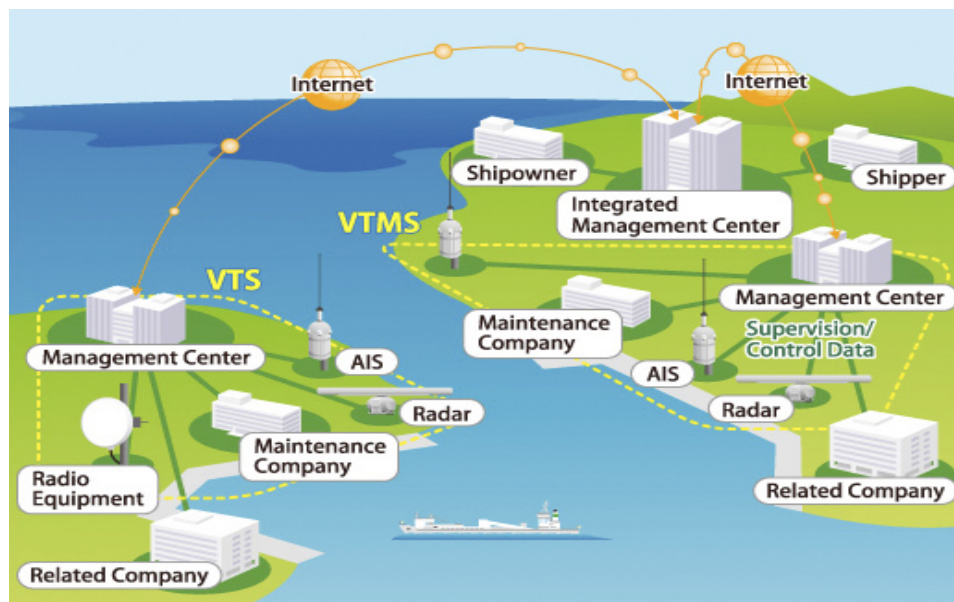 Internet
Internet
Shipowner
Integrated
Management Center
Shipper
VTMS
VTS
Management Center
Maintenance
Company
Supervision/
Control Data
Management Center
AIS
AIS
Radar
Radar
Maintenance
Company
Radio
Equipment
Related Company
Related Company